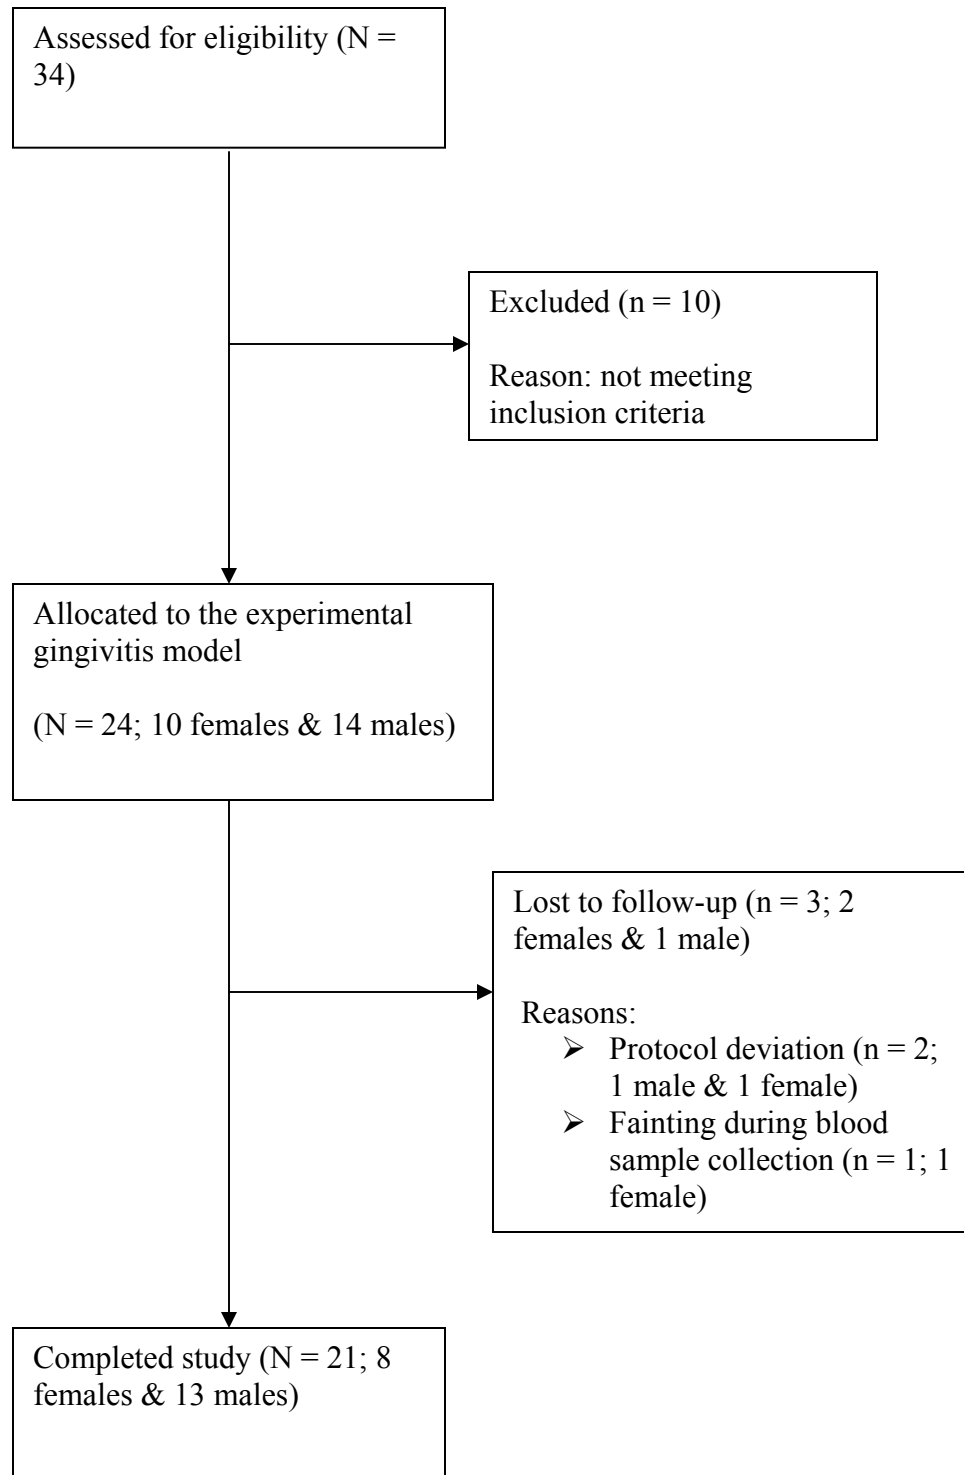 Assessed for eligibility (N =
34)
Excluded (n = 10)
Reason: not meeting
inclusion criteria
Allocated to the experimental
gingivitis model
(N = 24; 10 females & 14 males)
Lost to follow-up (n = 3; 2
females & 1 male)
Reasons:
➢ Protocol deviation (n = 2;
1 male & 1 female)
➢ Fainting during blood
sample collection (n = 1; 1
female)
Completed study (N = 21; 8
females & 13 males)